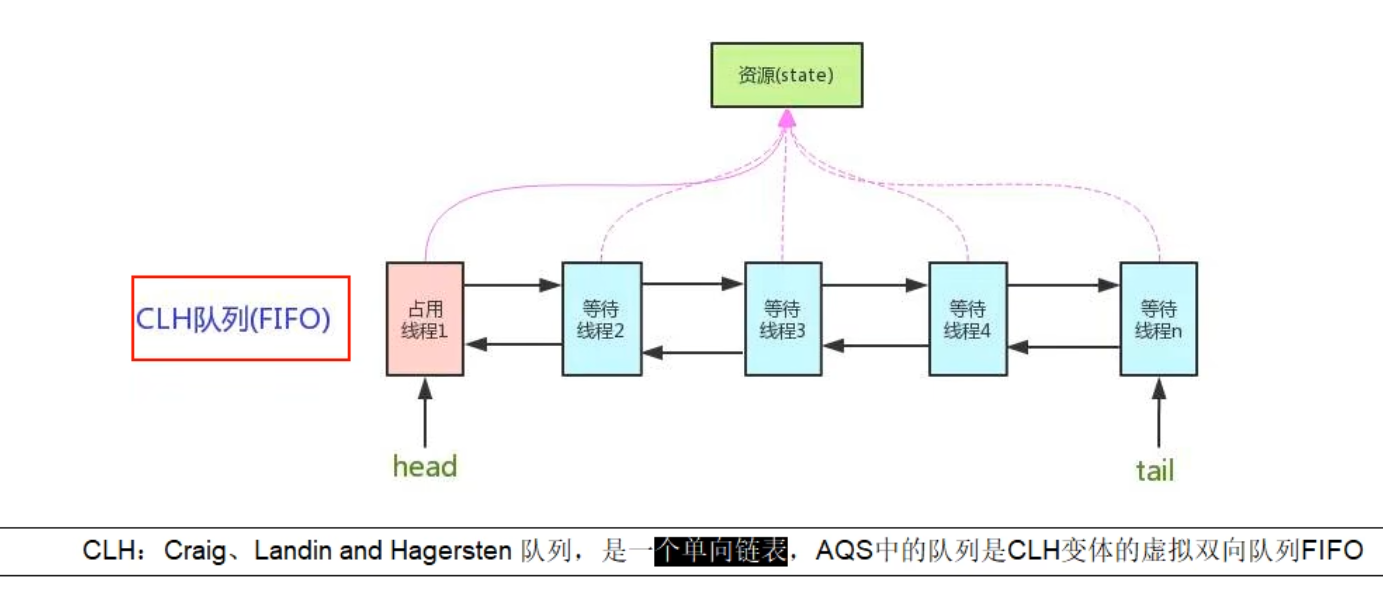 资源(state)
CLH队列(FIFO)
占用
线程1
等待
线程2
等待
线程3
等待
线程4
等待
线程n
head
tail
CLH：Craig、Landin and Hagersten 队列，是一个单向链表，AQS中的队列是CLH变体的虚拟双向队列FIFO